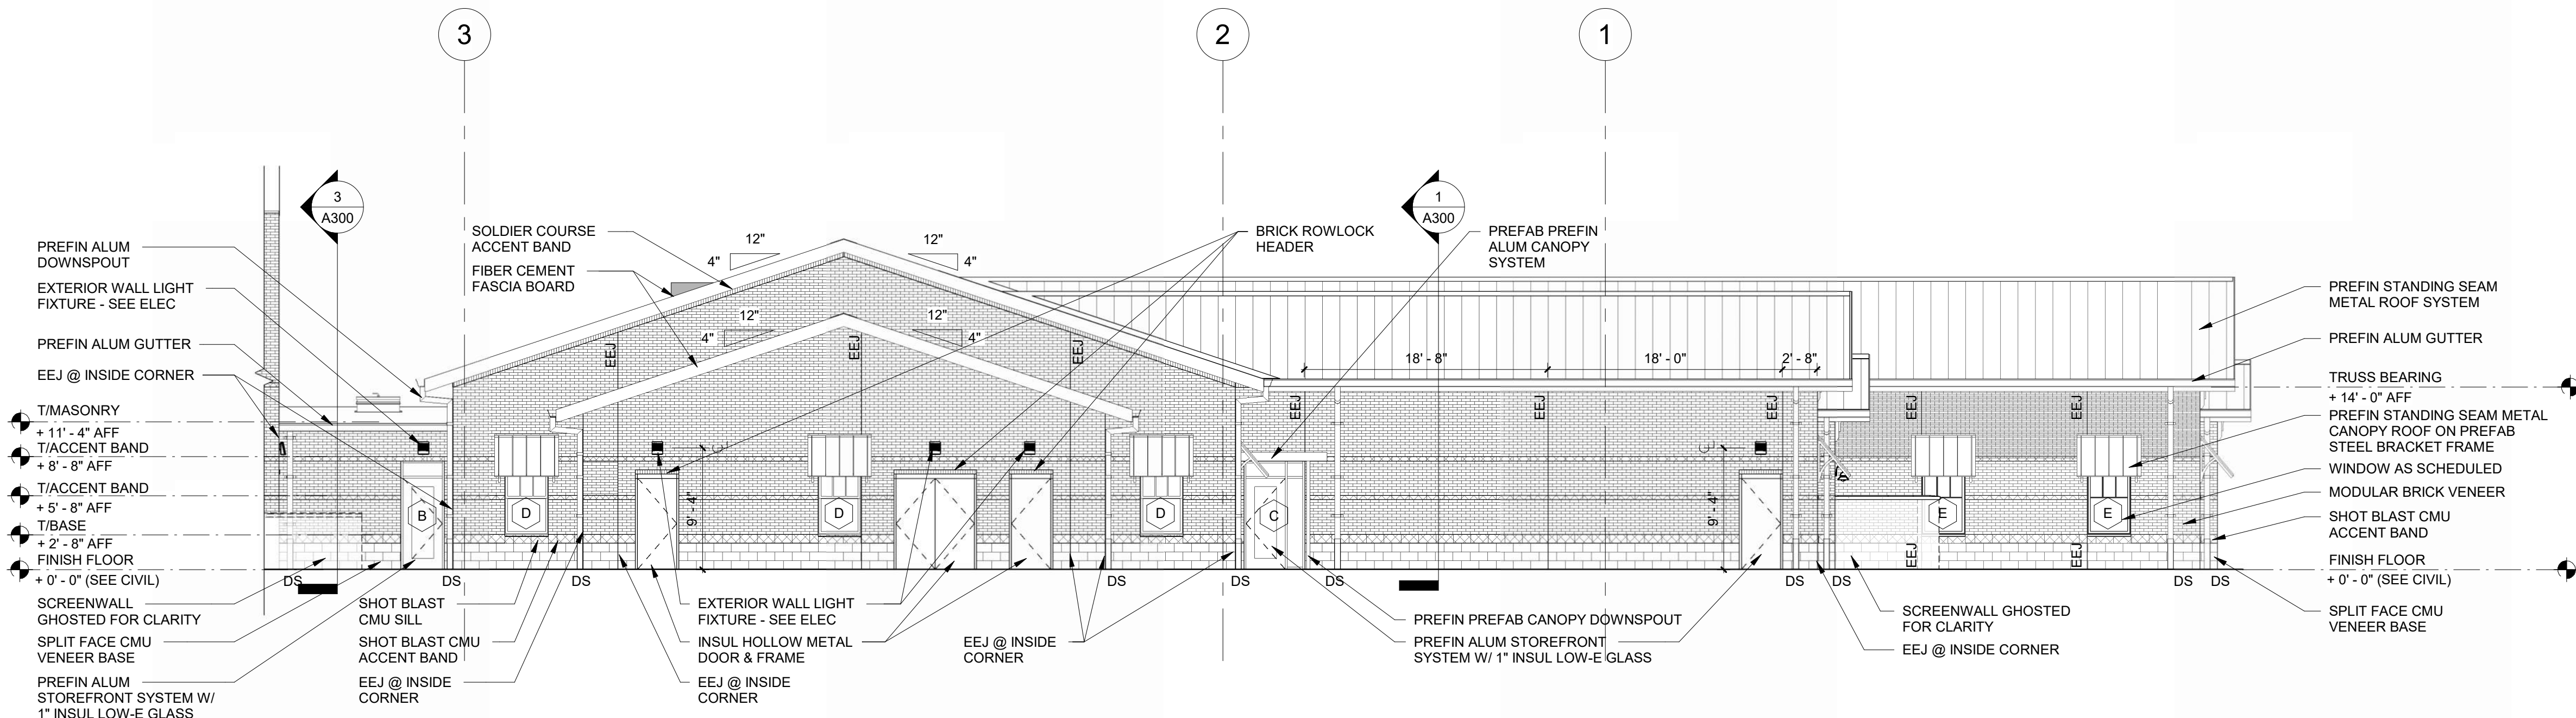 3
2
1
3
A300
1
A300
PREFIN ALUM
DOWNSPOUT
EXTERIOR WALL LIGHT
FIXTURE - SEE ELEC
PREFIN ALUM GUTTER
EEJ @ INSIDE CORNER
T/MASONRY
+ 11' - 4" AFF
T/ACCENT BAND
+ 8' - 8" AFF
T/ACCENT BAND
+ 5' - 8" AFF
T/BASE
+ 2' - 8" AFF
FINISH FLOOR
+ 0' - 0" (SEE CIVIL)
SCREENWALL
GHOSTED FOR CLARITY
SPLIT FACE CMU
VENEER BASE
PREFIN ALUM
STOREFRONT SYSTEM W/
1" INSUL LOW-E GLASS
SOLDIER COURSE
ACCENT BAND
FIBER CEMENT
FASCIA BOARD
12"
4"
12"
4"
12"
4"
12"
4"
BRICK ROWLOCK
HEADER
PREFAB PREFIN
ALUM CANOPY
SYSTEM
18' - 8"
18' - 0"
2' - 8"
EEJ
EEJ
EEJ
EEJ
EEJ
EEJ
EEJ
EEJ
EEJ
EEJ
CL
9' - 4"
CL
9' - 4"
B
D
D
D
C
E
E
DS
DS
DS
DS
DS
DS
DS
DS
DS
DS
SHOT BLAST
CMU SILL
SHOT BLAST CMU
ACCENT BAND
EEJ @ INSIDE
CORNER
EXTERIOR WALL LIGHT
FIXTURE - SEE ELEC
INSUL HOLLOW METAL
DOOR & FRAME
EEJ @ INSIDE
CORNER
EEJ @ INSIDE
CORNER
PREFIN PREFAB CANOPY DOWNSPOUT
PREFIN ALUM STOREFRONT
SYSTEM W/ 1" INSUL LOW-E GLASS
SCREENWALL GHOSTED
FOR CLARITY
EEJ @ INSIDE CORNER
PREFIN STANDING SEAM
METAL ROOF SYSTEM
PREFIN ALUM GUTTER
TRUSS BEARING
+ 14' - 0" AFF
PREFIN STANDING SEAM METAL
CANOPY ROOF ON PREFAB
STEEL BRACKET FRAME
WINDOW AS SCHEDULED
MODULAR BRICK VENEER
SHOT BLAST CMU
ACCENT BAND
FINISH FLOOR
+ 0' - 0" (SEE CIVIL)
SPLIT FACE CMU
VENEER BASE